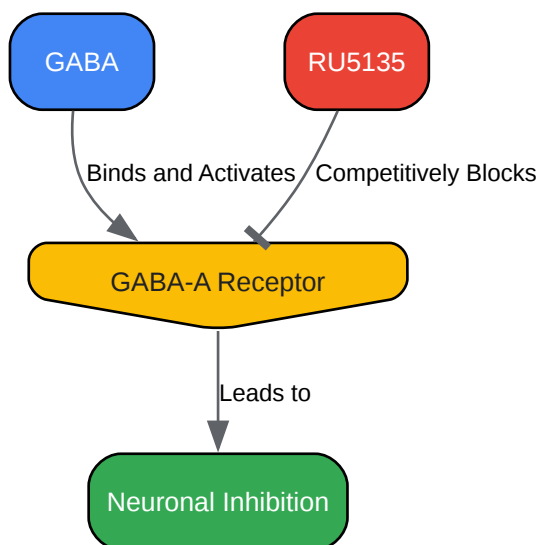 GABA
RU5135
Binds and Activates
Competitively Blocks
GABA-A Receptor
Leads to
Neuronal Inhibition